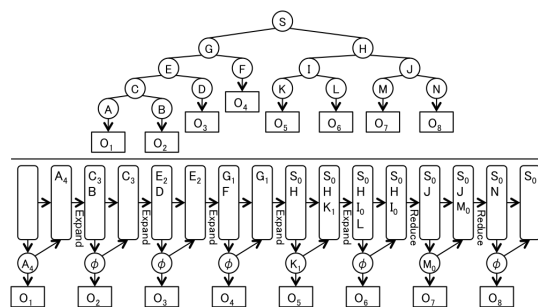 S
G H
E F I J
C D K L M N
A B O₃ O₄ O₅ O₆ O₇ O₈
O₁ O₂
A₄ C₃ C₃ E₂ E₂ G₁ G₁ S₀ S₀ S₀ S₀ S₀ S₀ S₀ S₀
B D F H H H H J J N
K₁ I₀ I₀ M₀
L
Expand Expand Expand Expand Expand Reduce Reduce
A₄ ϕ ϕ ϕ K₁ ϕ M₀ ϕ
O₁ O₂ O₃ O₄ O₅ O₆ O₇ O₈